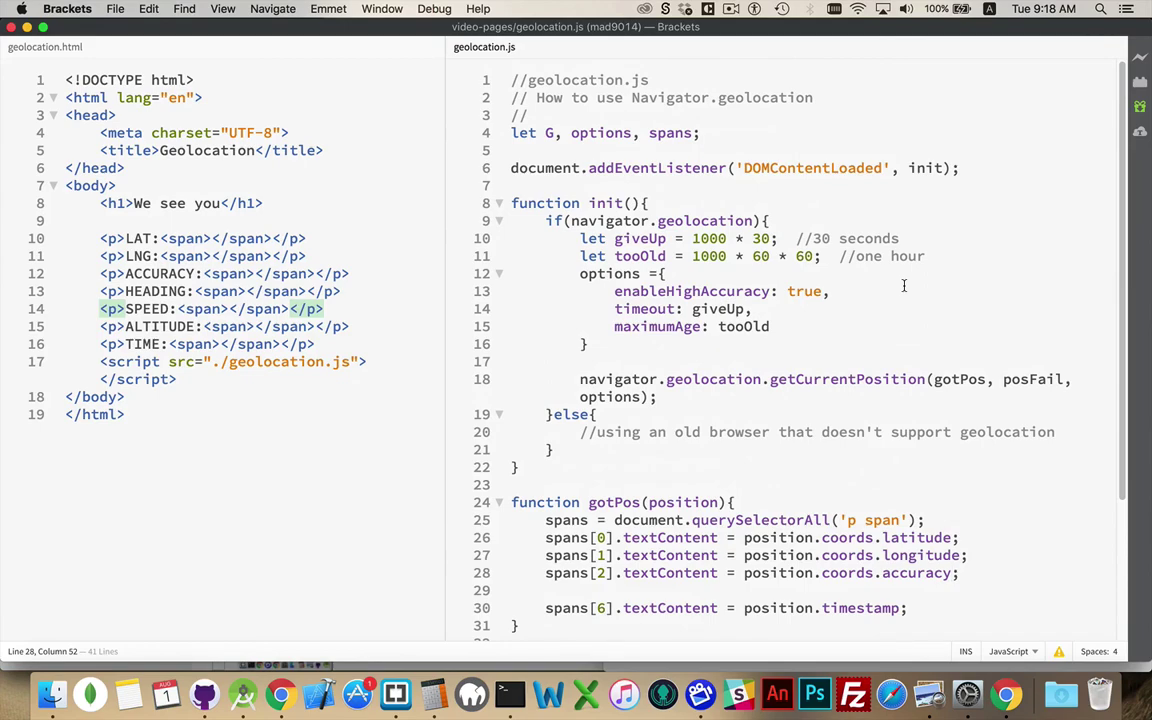 Brackets File Edit Find View Navigate Emmet Window Debug Help 100% A Tue 9:18 AM
video-pages/geolocation.js (mad9014) — Brackets
geolocation.html
1 <!DOCTYPE html>
2 <html lang="en">
3 <head>
4 <meta charset="UTF-8">
5 <title>Geolocation</title>
6 </head>
7 <body>
8 <h1>We see you</h1>
9
10 <p>LAT:<span></span></p>
11 <p>LNG:<span></span></p>
12 <p>ACCURACY:<span></span></p>
13 <p>HEADING:<span></span></p>
14 <p>SPEED:<span></span></p>
15 <p>ALTITUDE:<span></span></p>
16 <p>TIME:<span></span></p>
17 <script src="./geolocation.js">
</script>
18 </body>
19 </html>
geolocation.js
1 //geolocation.js
2 // How to use Navigator.geolocation
3 //
4 let G, options, spans;
5
6 document.addEventListener('DOMContentLoaded', init);
7
8 function init(){
9 if(navigator.geolocation){
10 let giveUp = 1000 * 30; //30 seconds
11 let tooOld = 1000 * 60 * 60; //one hour
12 options ={
13 enableHighAccuracy: true,
14 timeout: giveUp,
15 maximumAge: tooOld
16 }
17
18 navigator.geolocation.getCurrentPosition(gotPos, posFail,
options);
19 }else{
20 //using an old browser that doesn't support geolocation
21 }
22 }
23
24 function gotPos(position){
25 spans = document.querySelectorAll('p span');
26 spans[0].textContent = position.coords.latitude;
27 spans[1].textContent = position.coords.longitude;
28 spans[2].textContent = position.coords.accuracy;
30 spans[6].textContent = position.timestamp;
31 }
Line 28, Column 52 — 41 Lines
INS JavaScript Spaces: 4
1
1
An Ps Fz